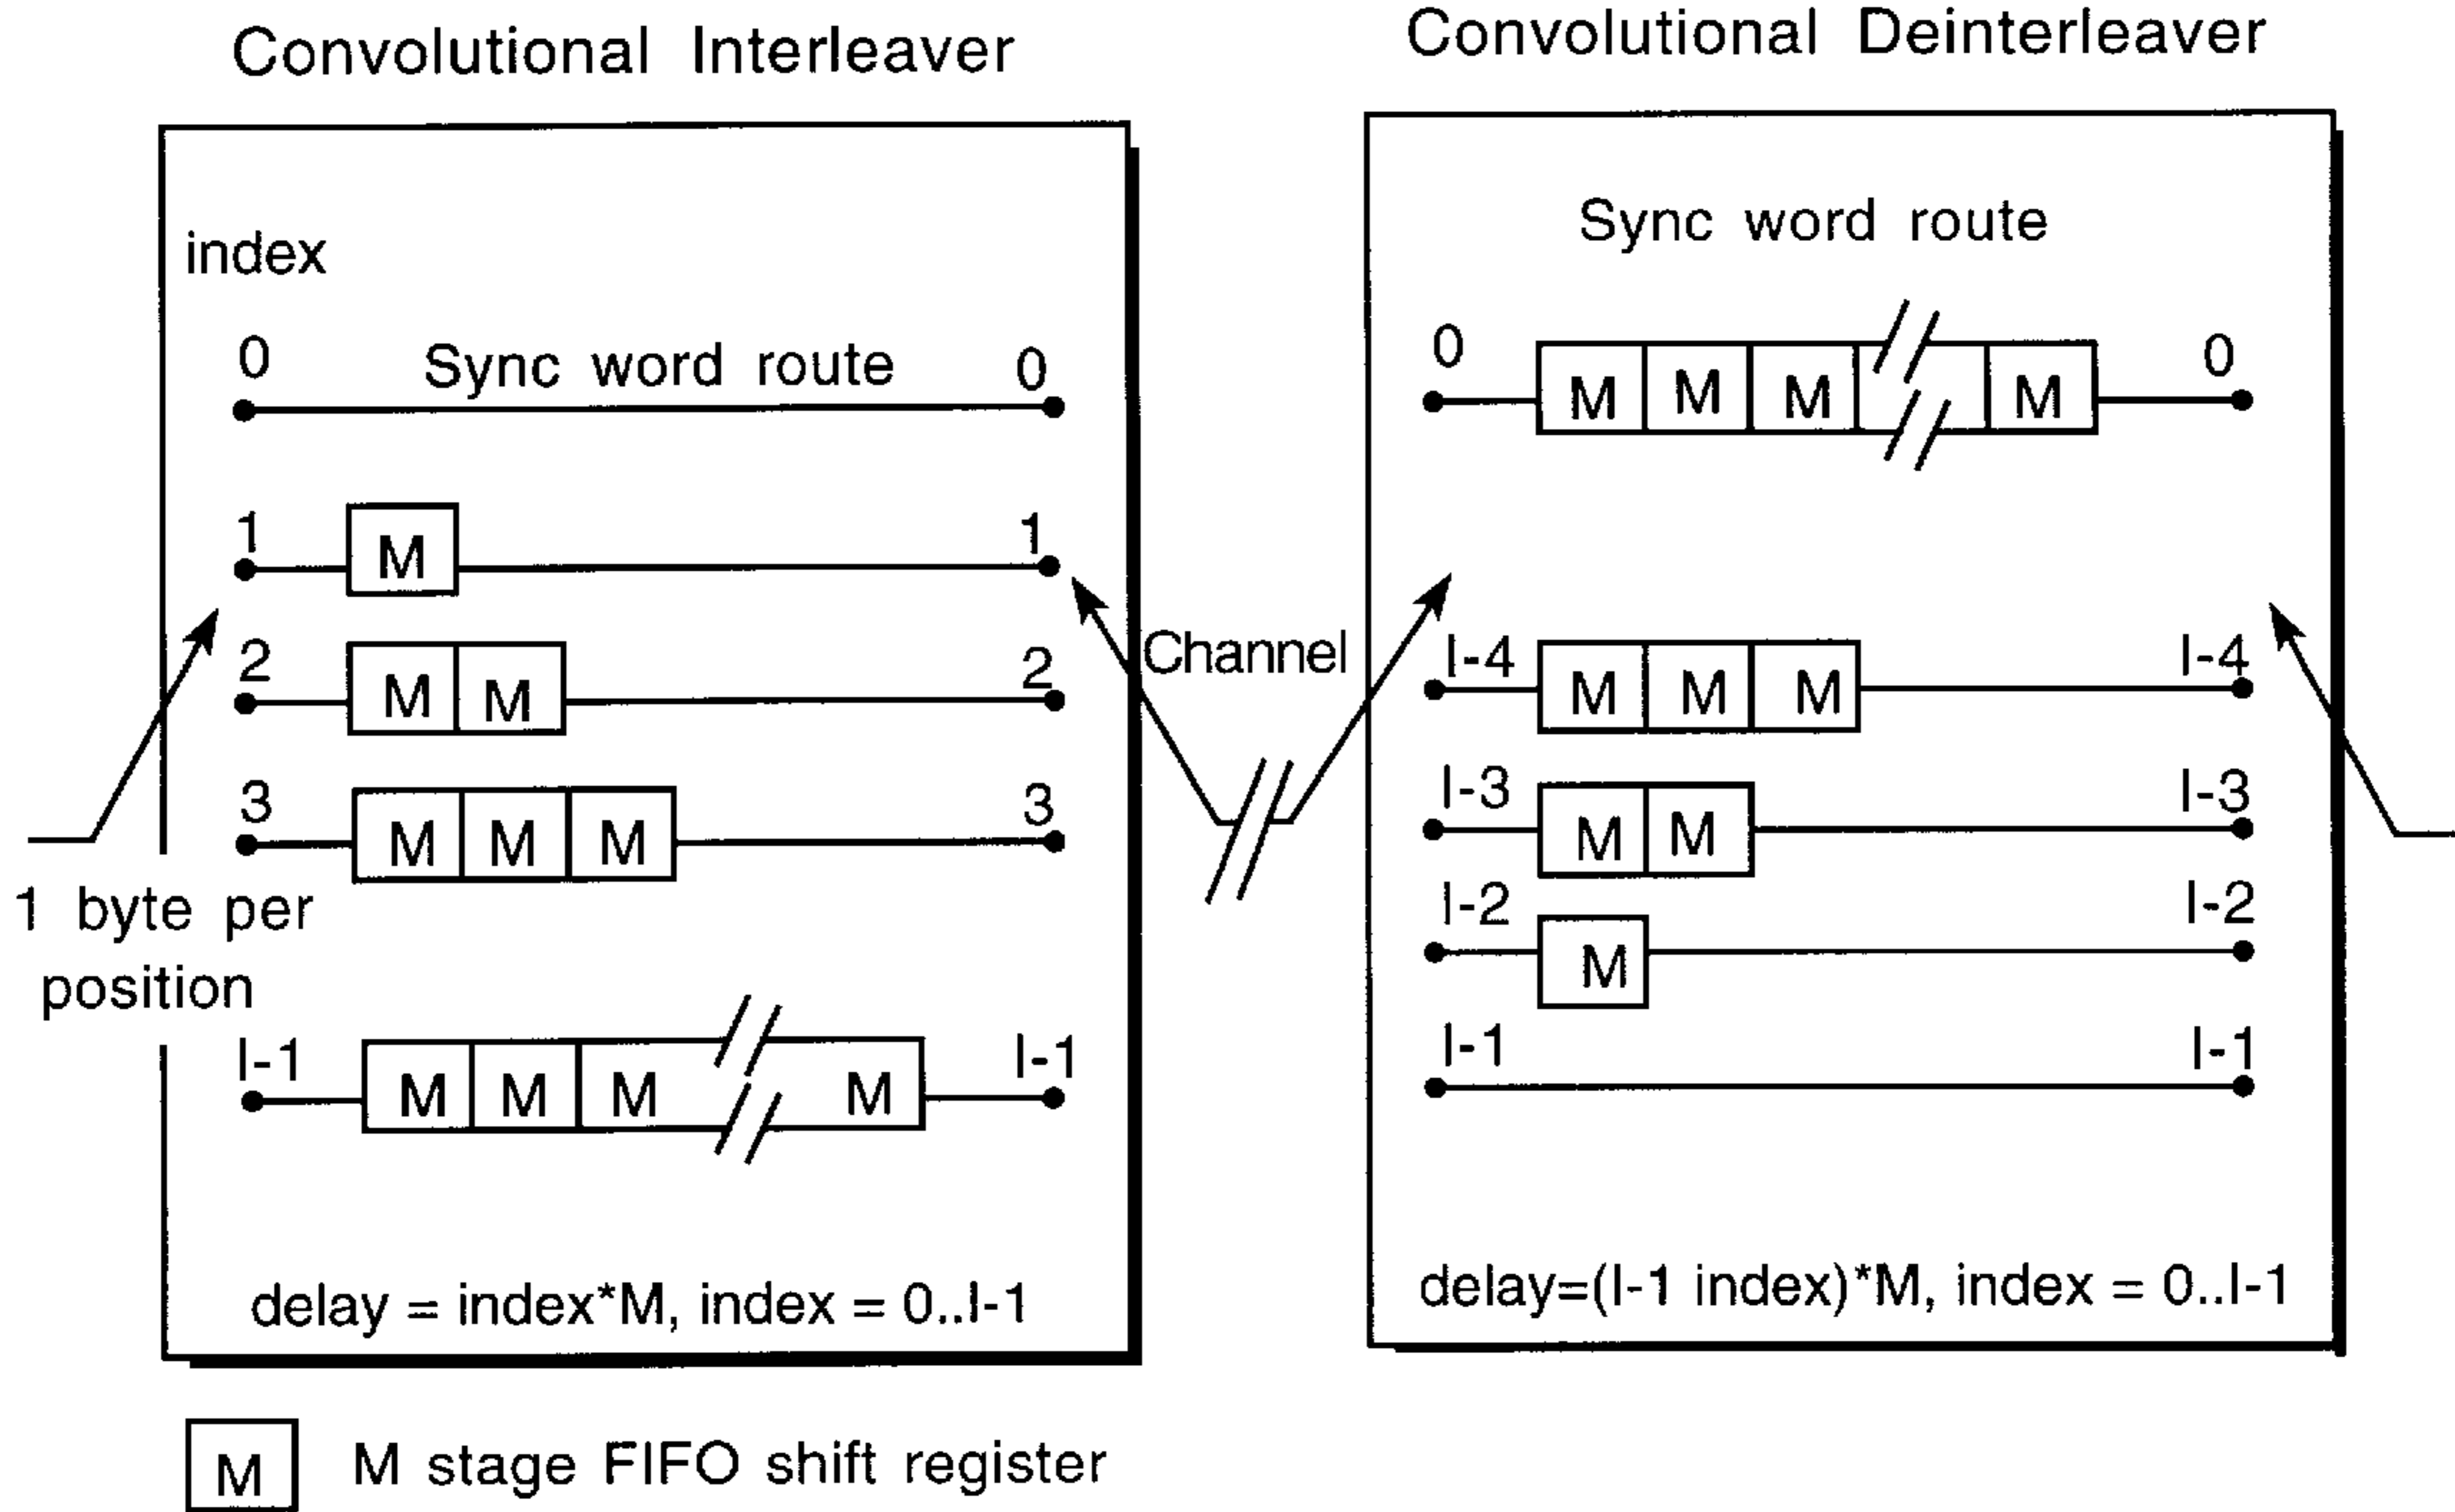 Convolutional Interleaver
index
0 Sync word route 0
1 1
M
2 2
M M
3 3
M M M
1 byte per
position
I-1 I-1
M M M M
delay = index*M, index = 0..I-1
M M stage FIFO shift register
Channel
Convolutional Deinterleaver
Sync word route
0 0
M M M M
I-4 I-4
M M M
I-3 I-3
M M
I-2 I-2
M
I-1 I-1
delay=(I-1 index)*M, index = 0..I-1